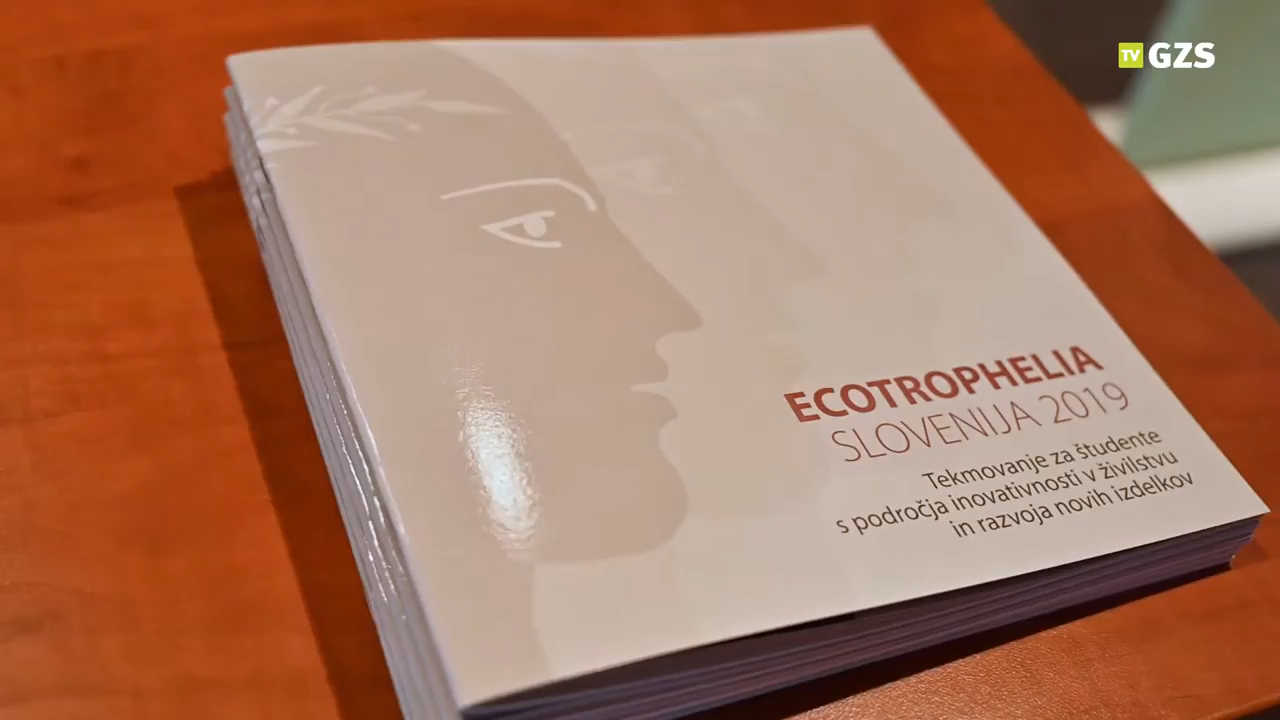 TV GZS
ECOTROPHELIA
SLOVENIJA 2019
Tekmovanje za študente
s področja inovativnosti v živilstvu
in razvoja novih izdelkov